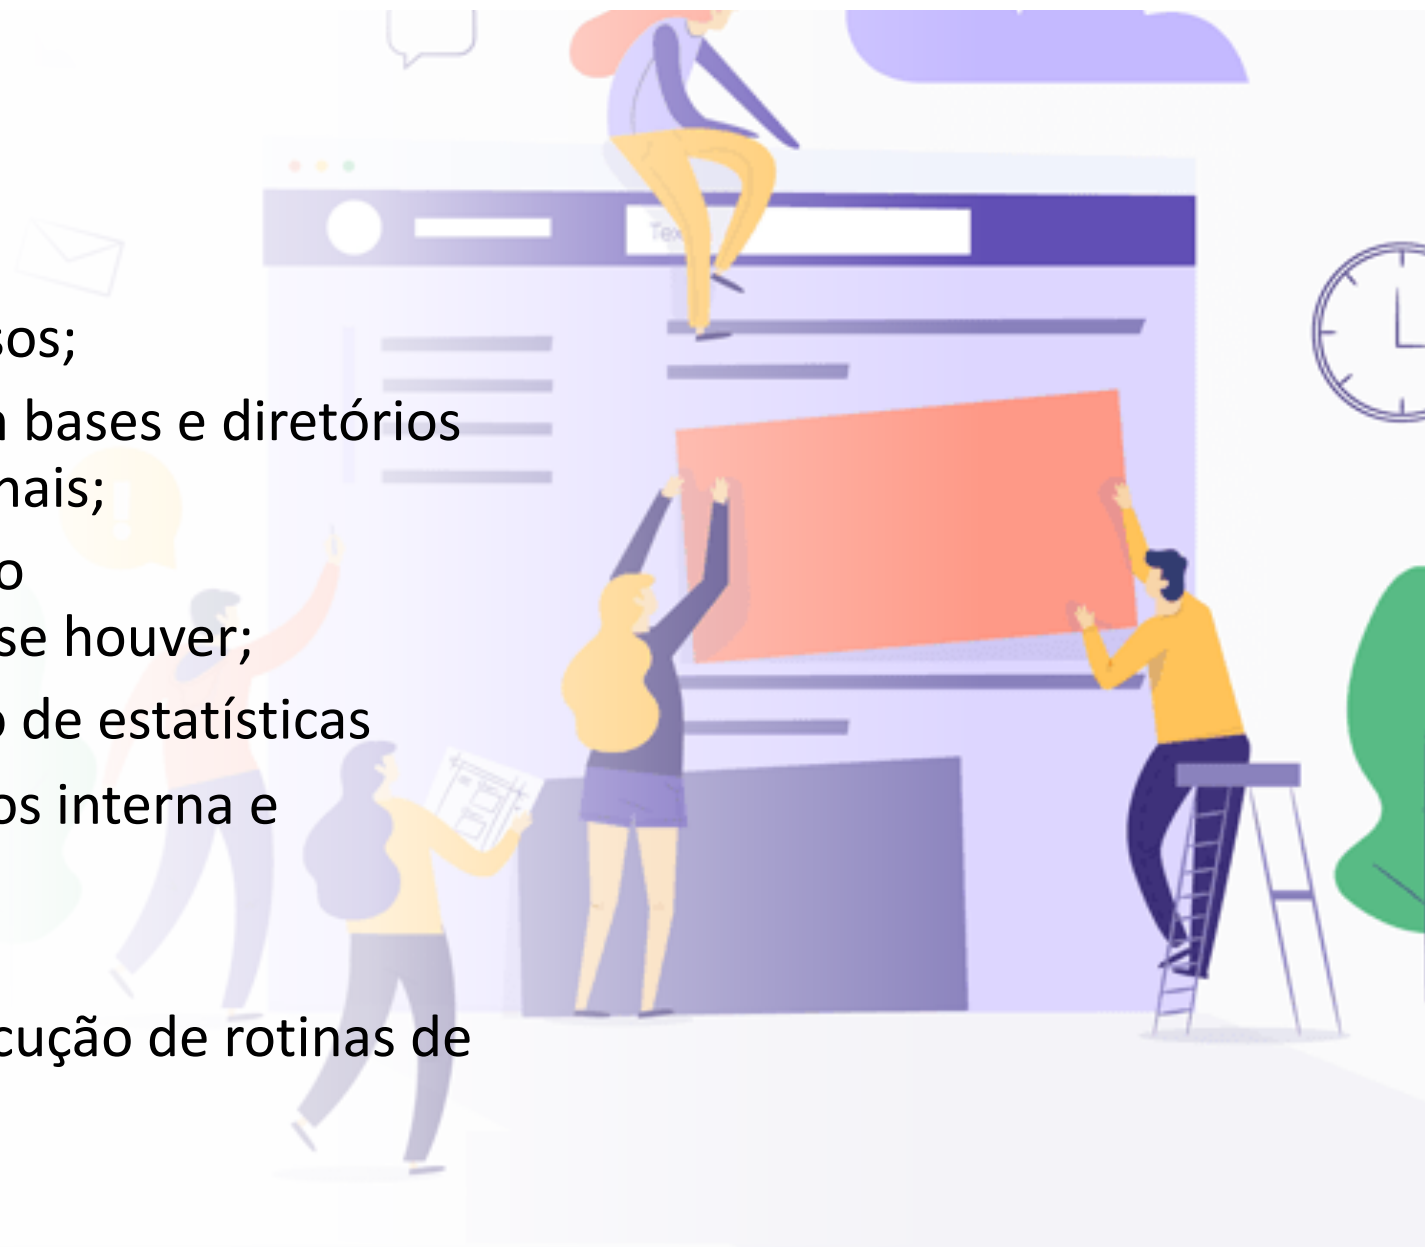 sos;
bases e diretórios
nais;
o
se houver;
o de estatísticas
os interna e
cução de rotinas de